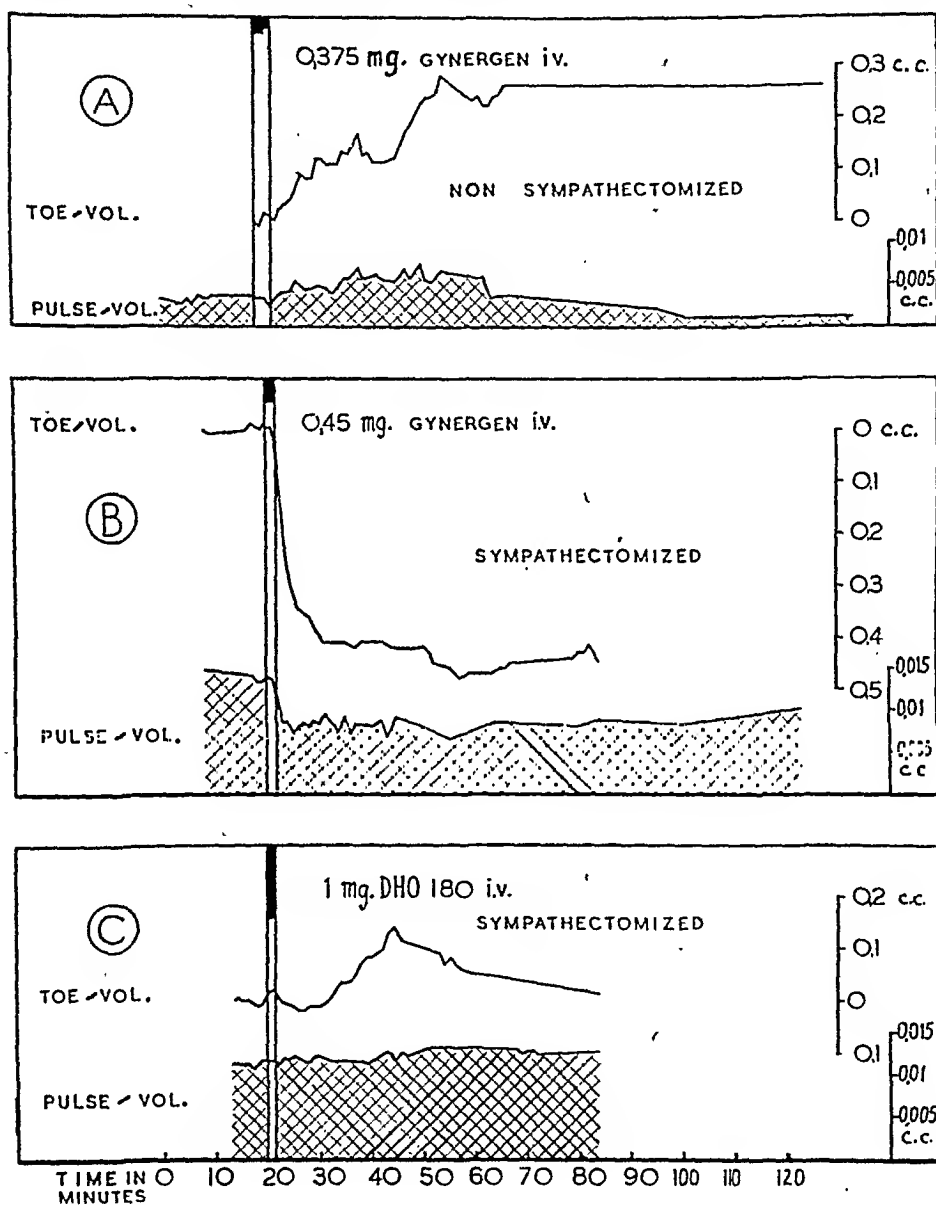 A
0,375 mg. GYNERGEN i.v.
0,3 c.c.
0,2
NON SYMPATHECTOMIZED
0,1
TOE-VOL.
0
0,01
0,005
c.c.
PULSE-VOL.
TOE-VOL.
0,45 mg. GYNERGEN i.v.
0 c.c.
0,1
B
0,2
SYMPATHECTOMIZED
0,3
0,4
0,015
0,5
0,01
PULSE-VOL.
0,005
c.c
1 mg. DHO 180 i.v.
0,2 c.c.
SYMPATHECTOMIZED
C
0,1
TOE-VOL.
0
0,015
0,1
0,01
PULSE-VOL.
0,005
c.c.
TIME IN 0 10 20 30 40 50 60 70 80 90 100 110 120
MINUTES